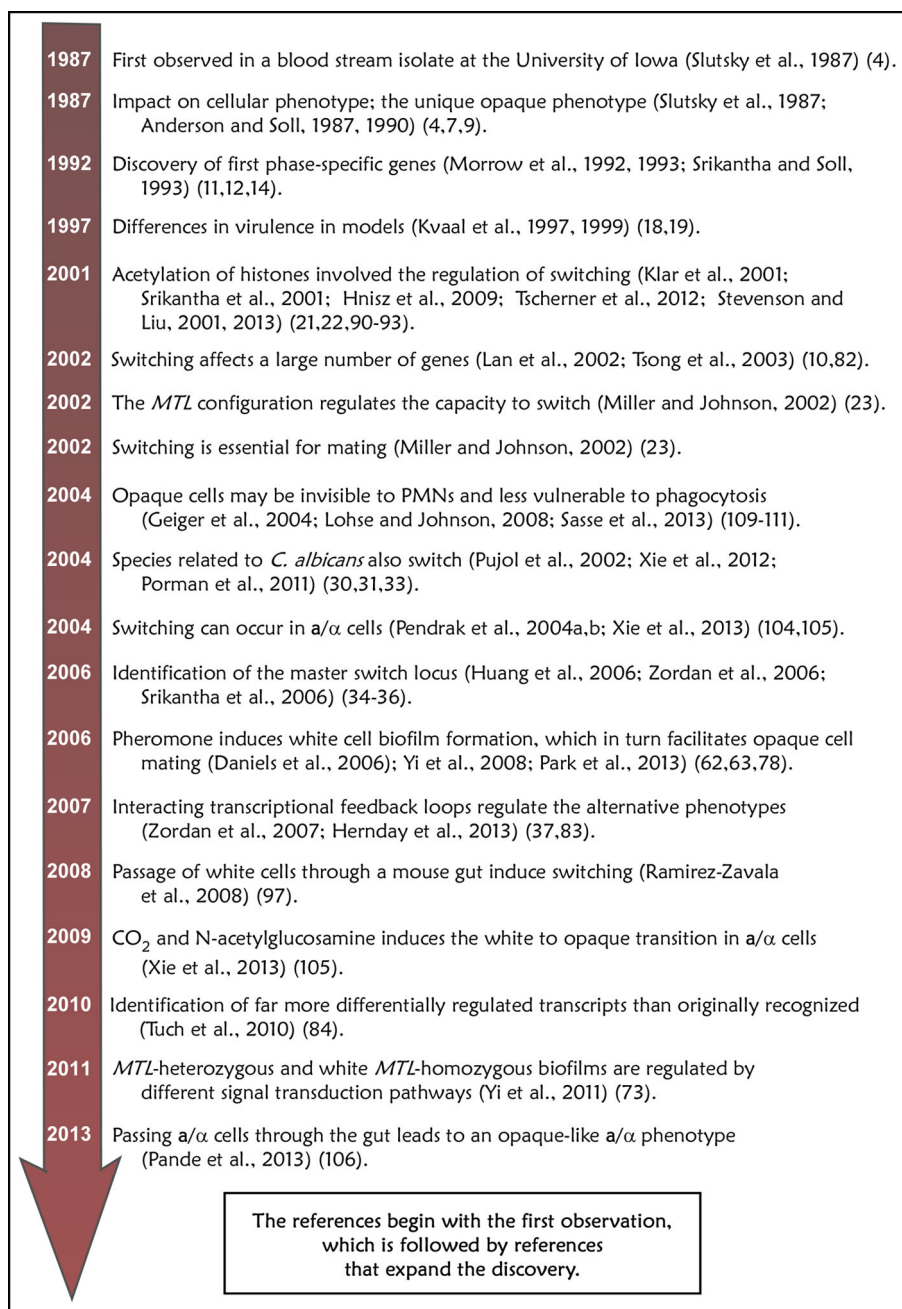 1987 First observed in a blood stream isolate at the University of Iowa (Slutsky et al., 1987) (4).
1987 Impact on cellular phenotype; the unique opaque phenotype (Slutsky et al., 1987;
Anderson and Soll, 1987, 1990) (4,7,9).
1992 Discovery of first phase-specific genes (Morrow et al., 1992, 1993; Srikantha and Soll,
1993) (11,12,14).
1997 Differences in virulence in models (Kvaal et al., 1997, 1999) (18,19).
2001 Acetylation of histones involved the regulation of switching (Klar et al., 2001;
Srikantha et al., 2001; Hnisz et al., 2009; Tscherner et al., 2012; Stevenson and
Liu, 2001, 2013) (21,22,90-93).
2002 Switching affects a large number of genes (Lan et al., 2002; Tsong et al., 2003) (10,82).
2002 The MTL configuration regulates the capacity to switch (Miller and Johnson, 2002) (23).
2002 Switching is essential for mating (Miller and Johnson, 2002) (23).
2004 Opaque cells may be invisible to PMNs and less vulnerable to phagocytosis
(Geiger et al., 2004; Lohse and Johnson, 2008; Sasse et al., 2013) (109-111).
2004 Species related to C. albicans also switch (Pujol et al., 2002; Xie et al., 2012;
Porman et al., 2011) (30,31,33).
2004 Switching can occur in a/α cells (Pendrak et al., 2004a,b; Xie et al., 2013) (104,105).
2006 Identification of the master switch locus (Huang et al., 2006; Zordan et al., 2006;
Srikantha et al., 2006) (34-36).
2006 Pheromone induces white cell biofilm formation, which in turn facilitates opaque cell
mating (Daniels et al., 2006); Yi et al., 2008; Park et al., 2013) (62,63,78).
2007 Interacting transcriptional feedback loops regulate the alternative phenotypes
(Zordan et al., 2007; Hernday et al., 2013) (37,83).
2008 Passage of white cells through a mouse gut induce switching (Ramirez-Zavala
et al., 2008) (97).
2009 CO₂ and N-acetylglucosamine induces the white to opaque transition in a/α cells
(Xie et al., 2013) (105).
2010 Identification of far more differentially regulated transcripts than originally recognized
(Tuch et al., 2010) (84).
2011 MTL-heterozygous and white MTL-homozygous biofilms are regulated by
different signal transduction pathways (Yi et al., 2011) (73).
2013 Passing a/α cells through the gut leads to an opaque-like a/α phenotype
(Pande et al., 2013) (106).
The references begin with the first observation,
which is followed by references
that expand the discovery.